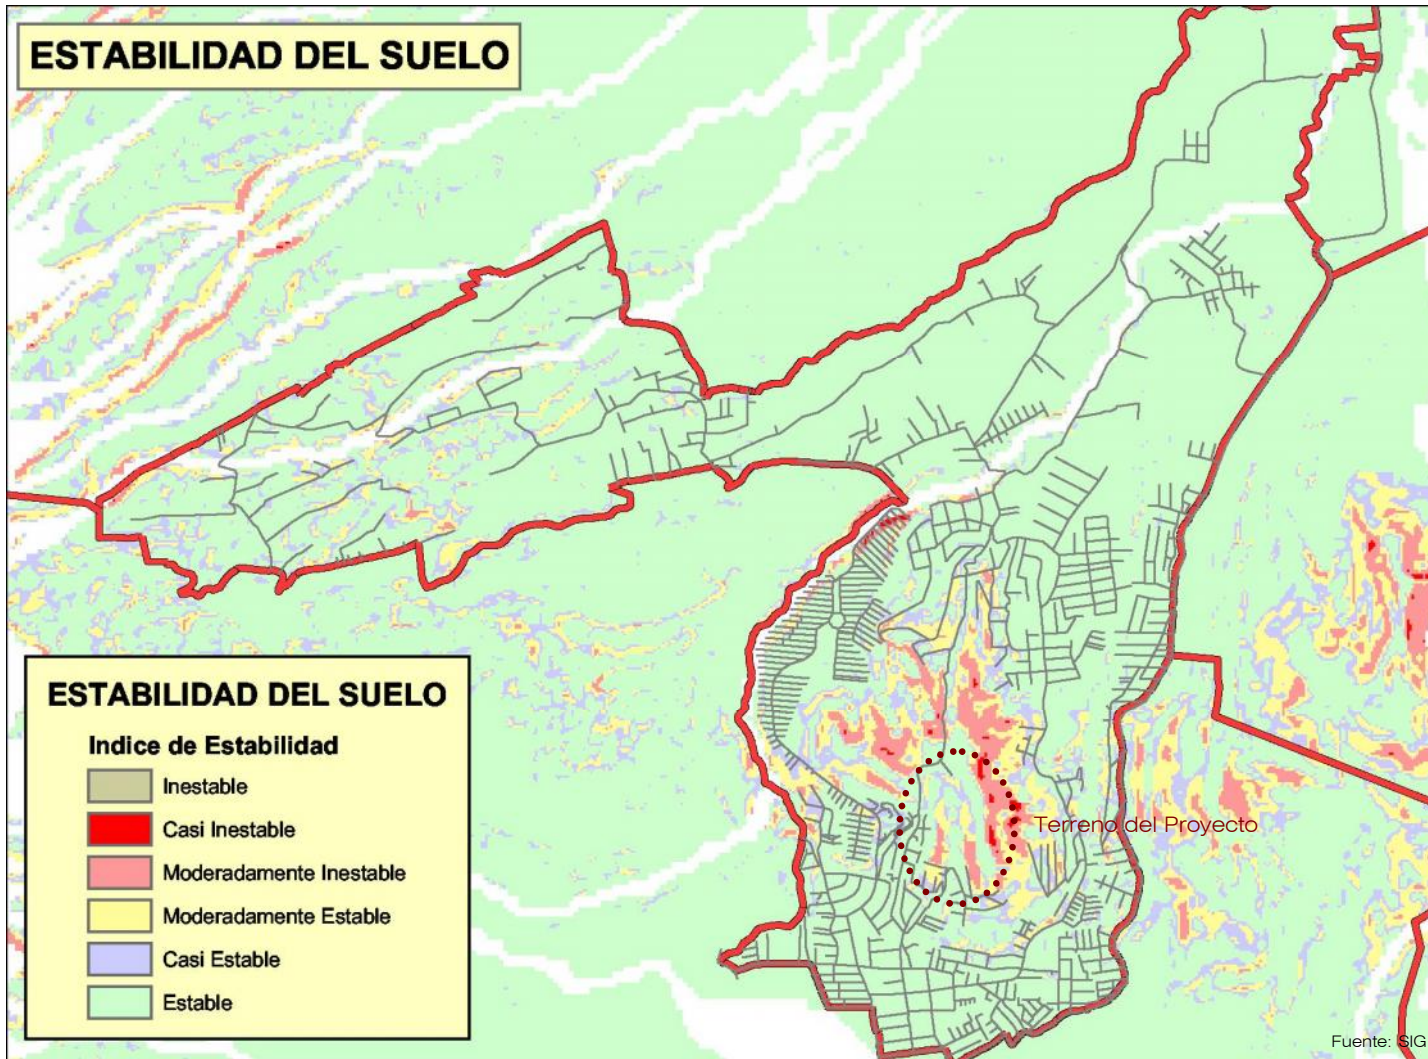 ESTABILIDAD DEL SUELO
ESTABILIDAD DEL SUELO
Indice de Estabilidad
Inestable
Casi Inestable
Moderadamente Inestable
Moderadamente Estable
Casi Estable
Estable
Terreno del Proyecto
Fuente: SIG